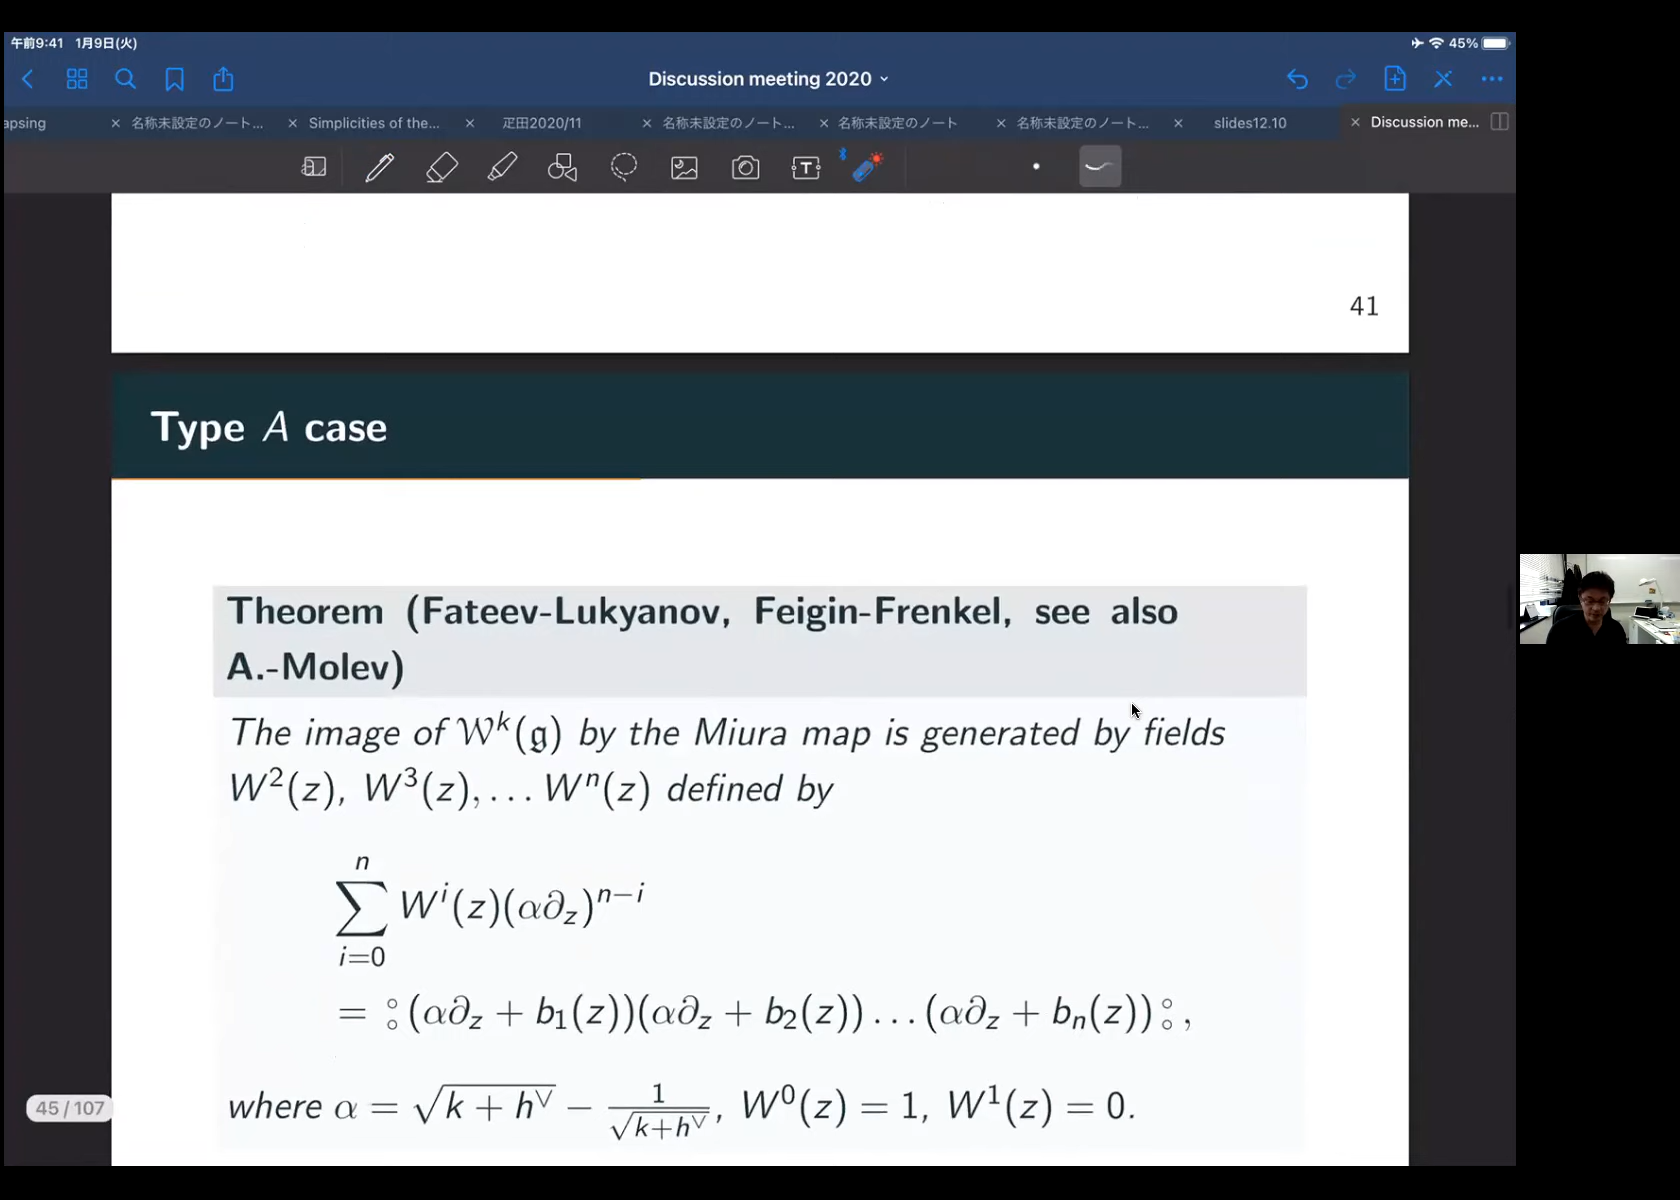 午前9:41 1月9日(火)
45%
Discussion meeting 2020
apsing
名称未設定のノート...
Simplicities of the...
疋田2020/11
名称未設定のノート...
名称未設定のノート
名称未設定のノート...
slides12.10
Discussion me...
T
41
Type A case
Theorem (Fateev-Lukyanov, Feigin-Frenkel, see also
A.-Molev)
The image of 𝒲^k(𝔤) by the Miura map is generated by fields
W^2(z), W^3(z), ... W^n(z) defined by
\sum_{i=0}^{n} W^i(z)(α∂_z)^{n−i}
= °_°(α∂_z + b_1(z))(α∂_z + b_2(z)) ... (α∂_z + b_n(z))°_°,
where α = \sqrt{k + h^∨} − \frac{1}{\sqrt{k+h^∨}}, W^0(z) = 1, W^1(z) = 0.
45 / 107